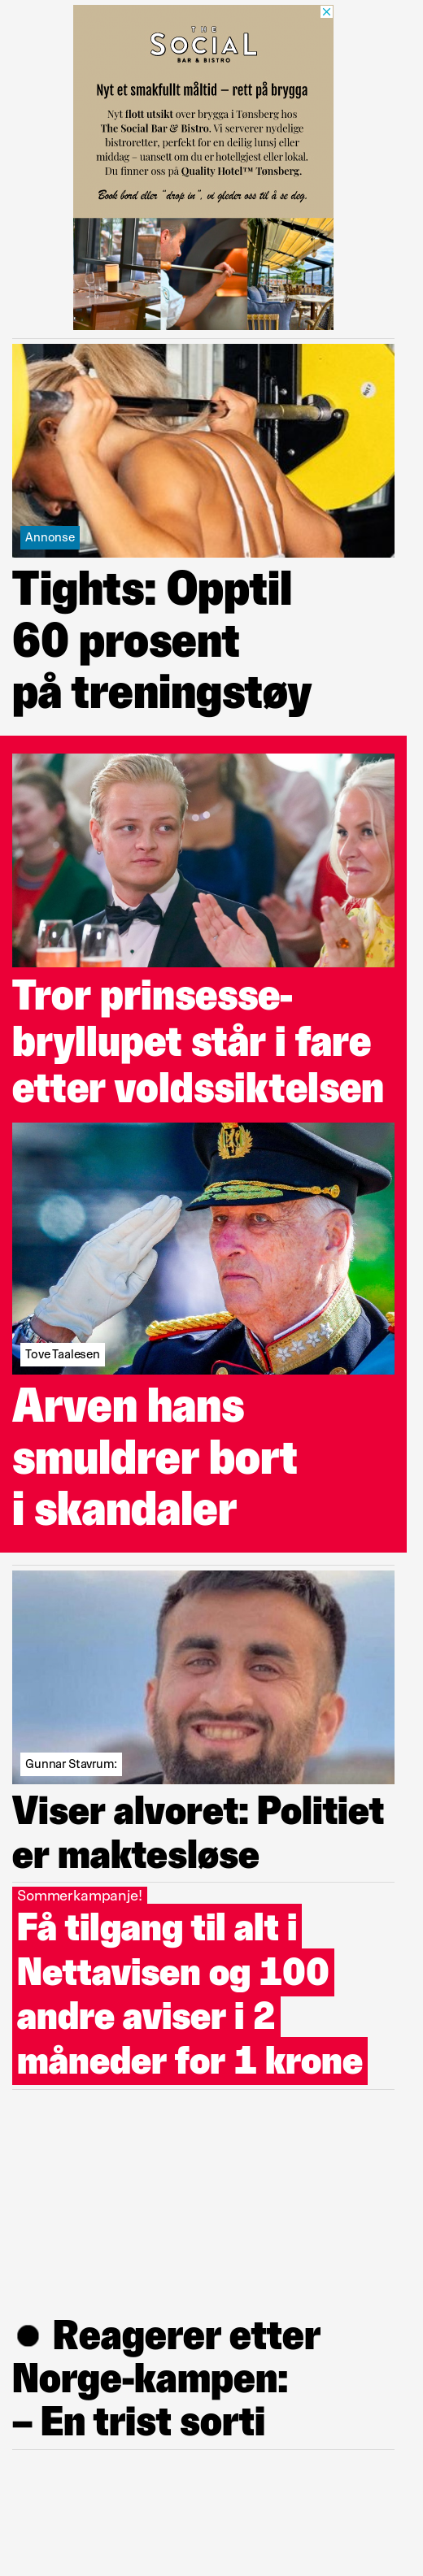 THE
SOCIAL
BAR & BISTRO
Nyt et smakfullt måltid – rett på brygga
Nyt flott utsikt over brygga i Tønsberg hos
The Social Bar & Bistro. Vi serverer nydelige
bistroretter, perfekt for en deilig lunsj eller
middag – uansett om du er hotellgjest eller lokal.
Du finner oss på Quality Hotel™ Tønsberg.
Book bord eller "drop in", vi gleder oss til å se deg.
Annonse
Tights: Opptil
60 prosent
på treningstøy
Tror prinsesse-
bryllupet står i fare
etter voldssiktelsen
Tove Taalesen
Arven hans
smuldrer bort
i skandaler
Gunnar Stavrum:
Viser alvoret: Politiet
er maktesløse
Sommerkampanje!
Få tilgang til alt i
Nettavisen og 100
andre aviser i 2
måneder for 1 krone
● Reagerer etter
Norge-kampen:
– En trist sorti